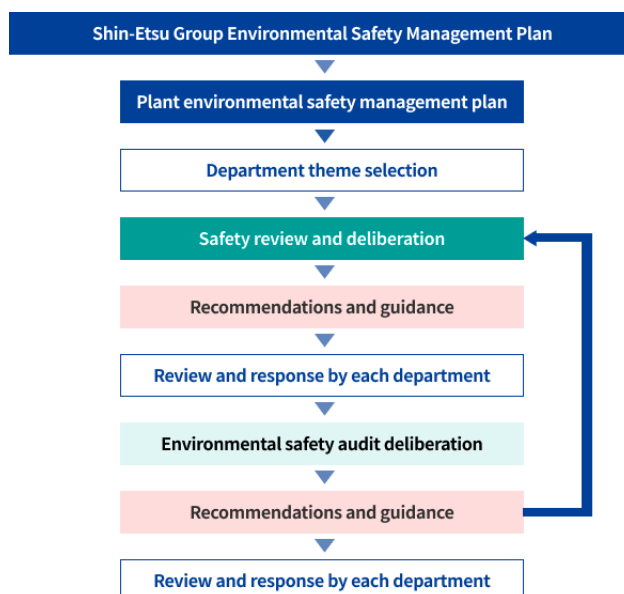 Shin-Etsu Group Environmental Safety Management Plan
Plant environmental safety management plan
Department theme selection
Safety review and deliberation
Recommendations and guidance
Review and response by each department
Environmental safety audit deliberation
Recommendations and guidance
Review and response by each department